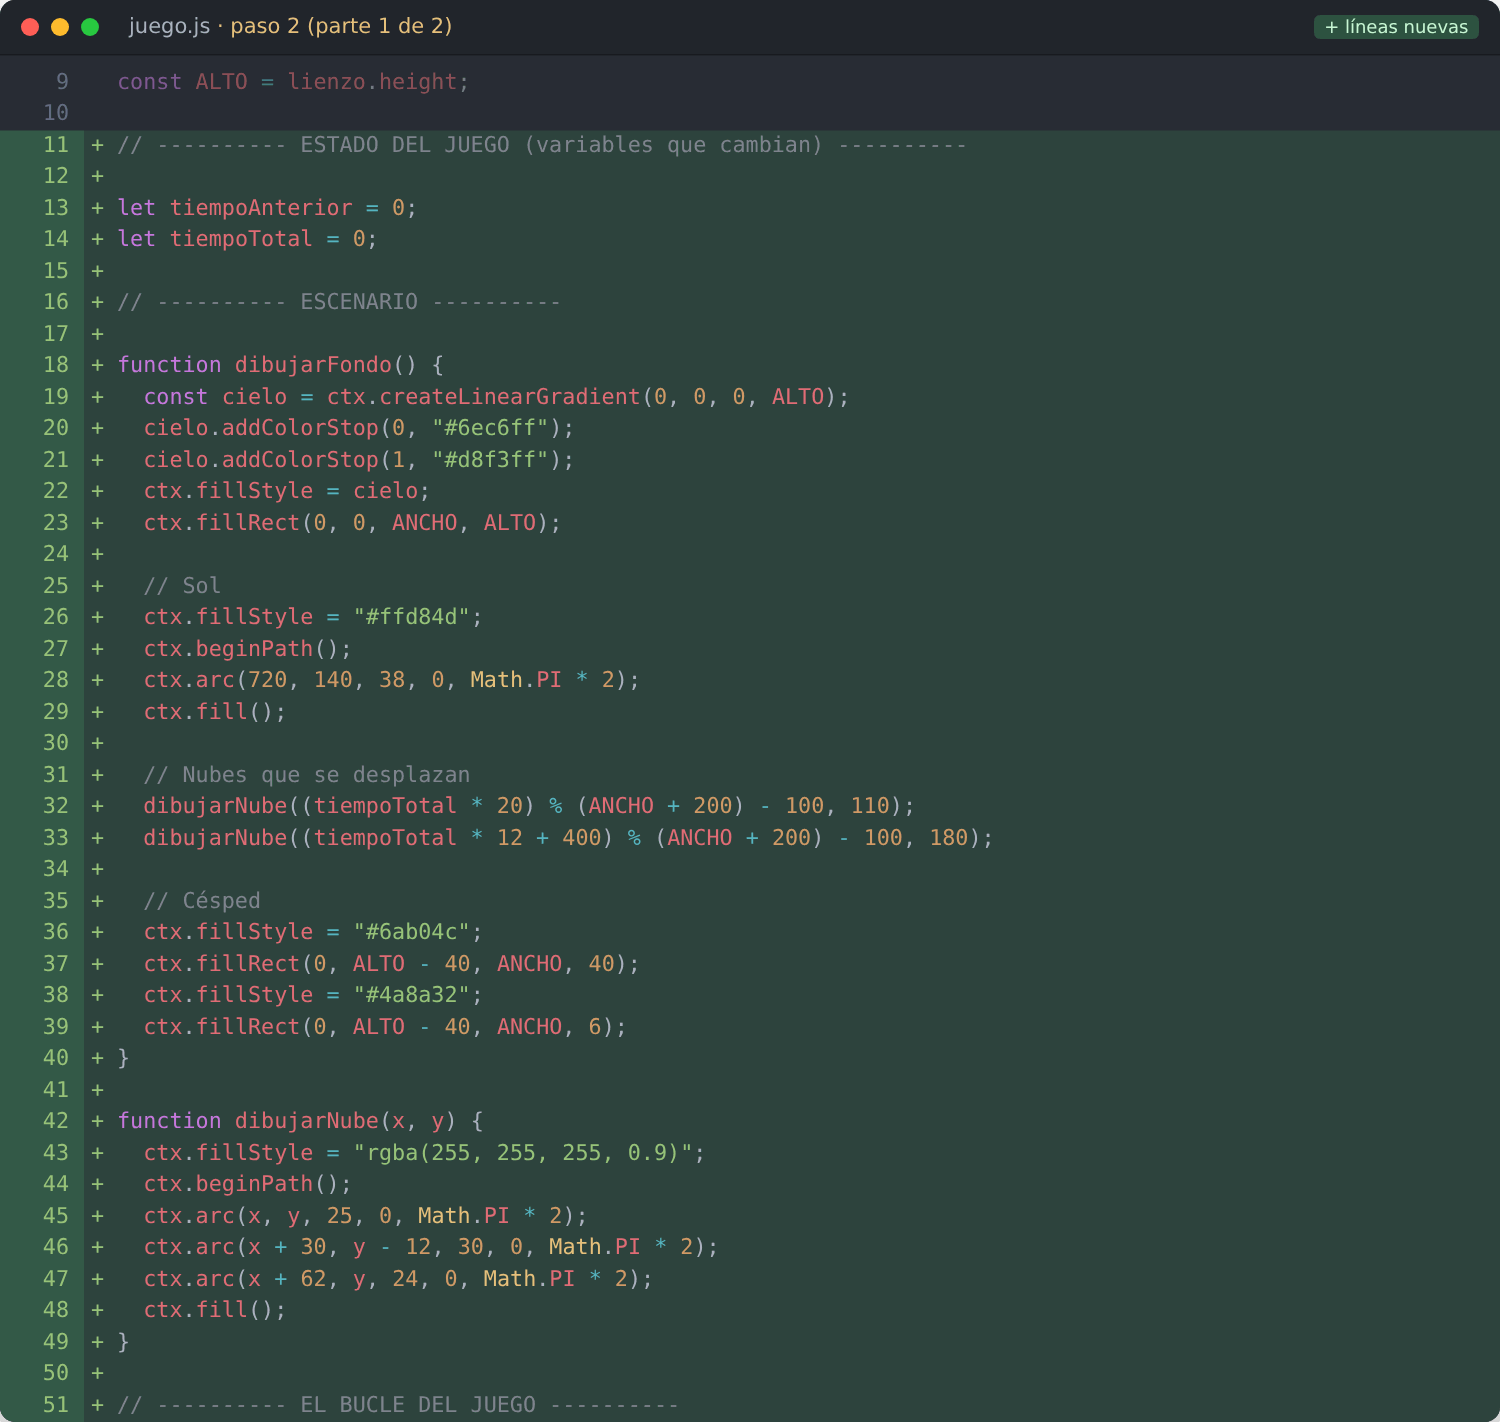 juego.js · paso 2 (parte 1 de 2)
+ líneas nuevas
9 const ALTO = lienzo.height;
10
11 + // ---------- ESTADO DEL JUEGO (variables que cambian) ----------
12 +
13 + let tiempoAnterior = 0;
14 + let tiempoTotal = 0;
15 +
16 + // ---------- ESCENARIO ----------
17 +
18 + function dibujarFondo() {
19 +   const cielo = ctx.createLinearGradient(0, 0, 0, ALTO);
20 +   cielo.addColorStop(0, "#6ec6ff");
21 +   cielo.addColorStop(1, "#d8f3ff");
22 +   ctx.fillStyle = cielo;
23 +   ctx.fillRect(0, 0, ANCHO, ALTO);
24 +
25 +   // Sol
26 +   ctx.fillStyle = "#ffd84d";
27 +   ctx.beginPath();
28 +   ctx.arc(720, 140, 38, 0, Math.PI * 2);
29 +   ctx.fill();
30 +
31 +   // Nubes que se desplazan
32 +   dibujarNube((tiempoTotal * 20) % (ANCHO + 200) - 100, 110);
33 +   dibujarNube((tiempoTotal * 12 + 400) % (ANCHO + 200) - 100, 180);
34 +
35 +   // Césped
36 +   ctx.fillStyle = "#6ab04c";
37 +   ctx.fillRect(0, ALTO - 40, ANCHO, 40);
38 +   ctx.fillStyle = "#4a8a32";
39 +   ctx.fillRect(0, ALTO - 40, ANCHO, 6);
40 + }
41 +
42 + function dibujarNube(x, y) {
43 +   ctx.fillStyle = "rgba(255, 255, 255, 0.9)";
44 +   ctx.beginPath();
45 +   ctx.arc(x, y, 25, 0, Math.PI * 2);
46 +   ctx.arc(x + 30, y - 12, 30, 0, Math.PI * 2);
47 +   ctx.arc(x + 62, y, 24, 0, Math.PI * 2);
48 +   ctx.fill();
49 + }
50 +
51 + // ---------- EL BUCLE DEL JUEGO ----------